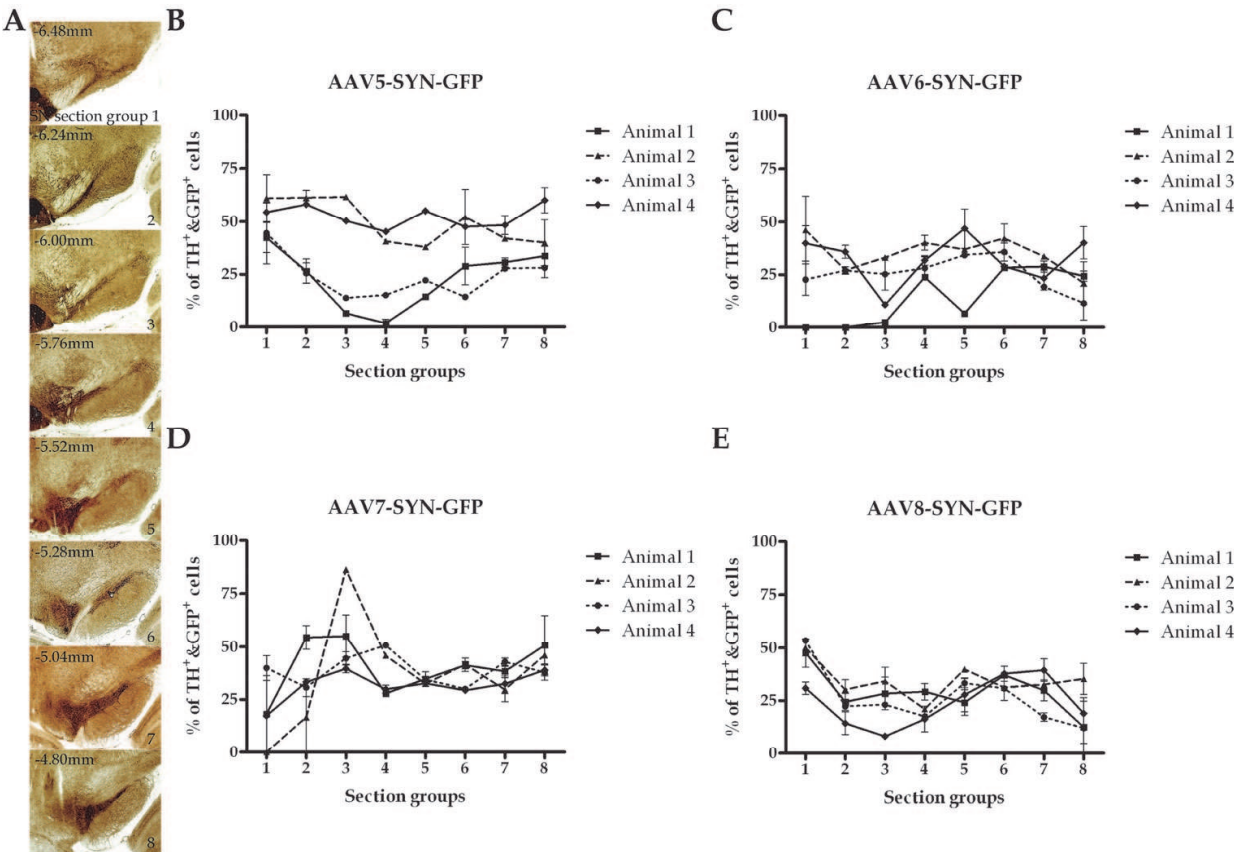 A
-6.48mm
SN section group 1
-6.24mm
2
-6.00mm
3
-5.76mm
4
-5.52mm
5
-5.28mm
6
-5.04mm
7
-4.80mm
8
B
AAV5-SYN-GFP
% of TH⁺&GFP⁺ cells
100
75
50
25
0
1 2 3 4 5 6 7 8
Section groups
Animal 1
Animal 2
Animal 3
Animal 4
C
AAV6-SYN-GFP
% of TH⁺&GFP⁺ cells
100
75
50
25
0
1 2 3 4 5 6 7 8
Section groups
Animal 1
Animal 2
Animal 3
Animal 4
D
AAV7-SYN-GFP
% of TH⁺&GFP⁺ cells
100
75
50
25
0
1 2 3 4 5 6 7 8
Section groups
Animal 1
Animal 2
Animal 3
Animal 4
E
AAV8-SYN-GFP
% of TH⁺&GFP⁺ cells
100
75
50
25
0
1 2 3 4 5 6 7 8
Section groups
Animal 1
Animal 2
Animal 3
Animal 4